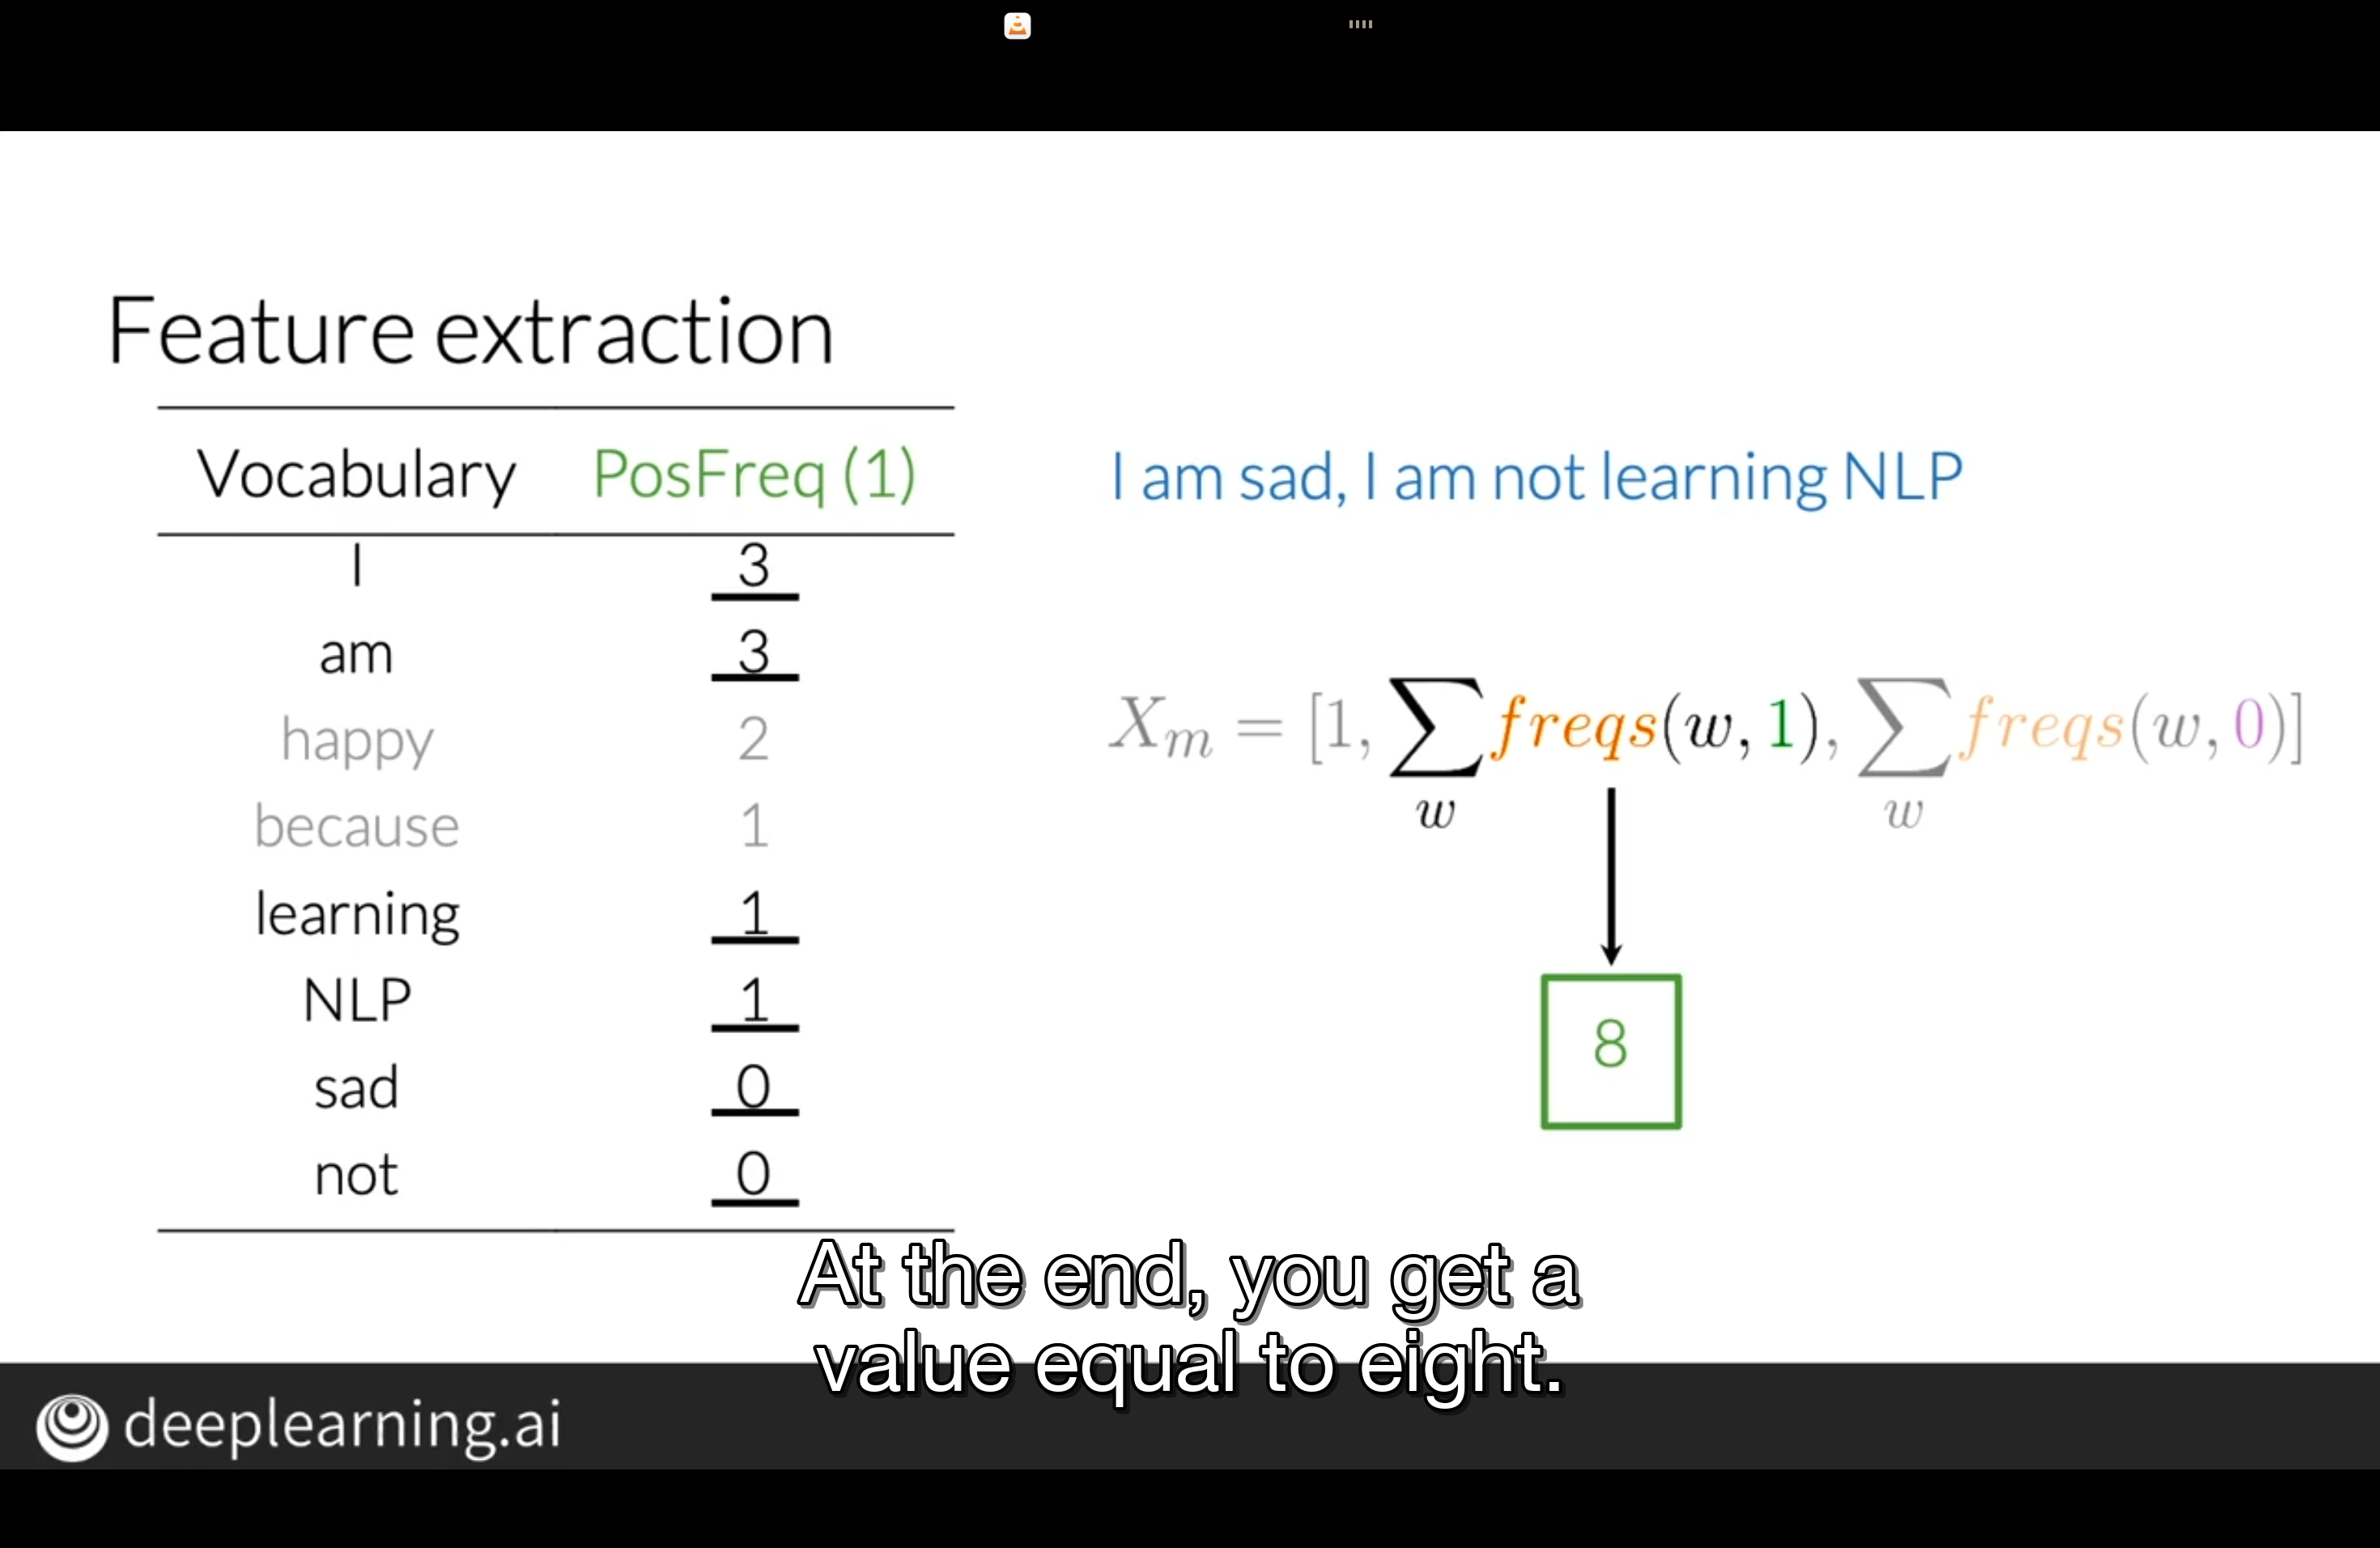 Feature extraction
Vocabulary PosFreq (1)
I 3
am 3
happy 2
because 1
learning 1
NLP 1
sad 0
not 0
I am sad, I am not learning NLP
X_m = [1, ∑_w freqs(w, 1), ∑_w freqs(w, 0)]
8
At the end, you get a
value equal to eight.
deeplearning.ai